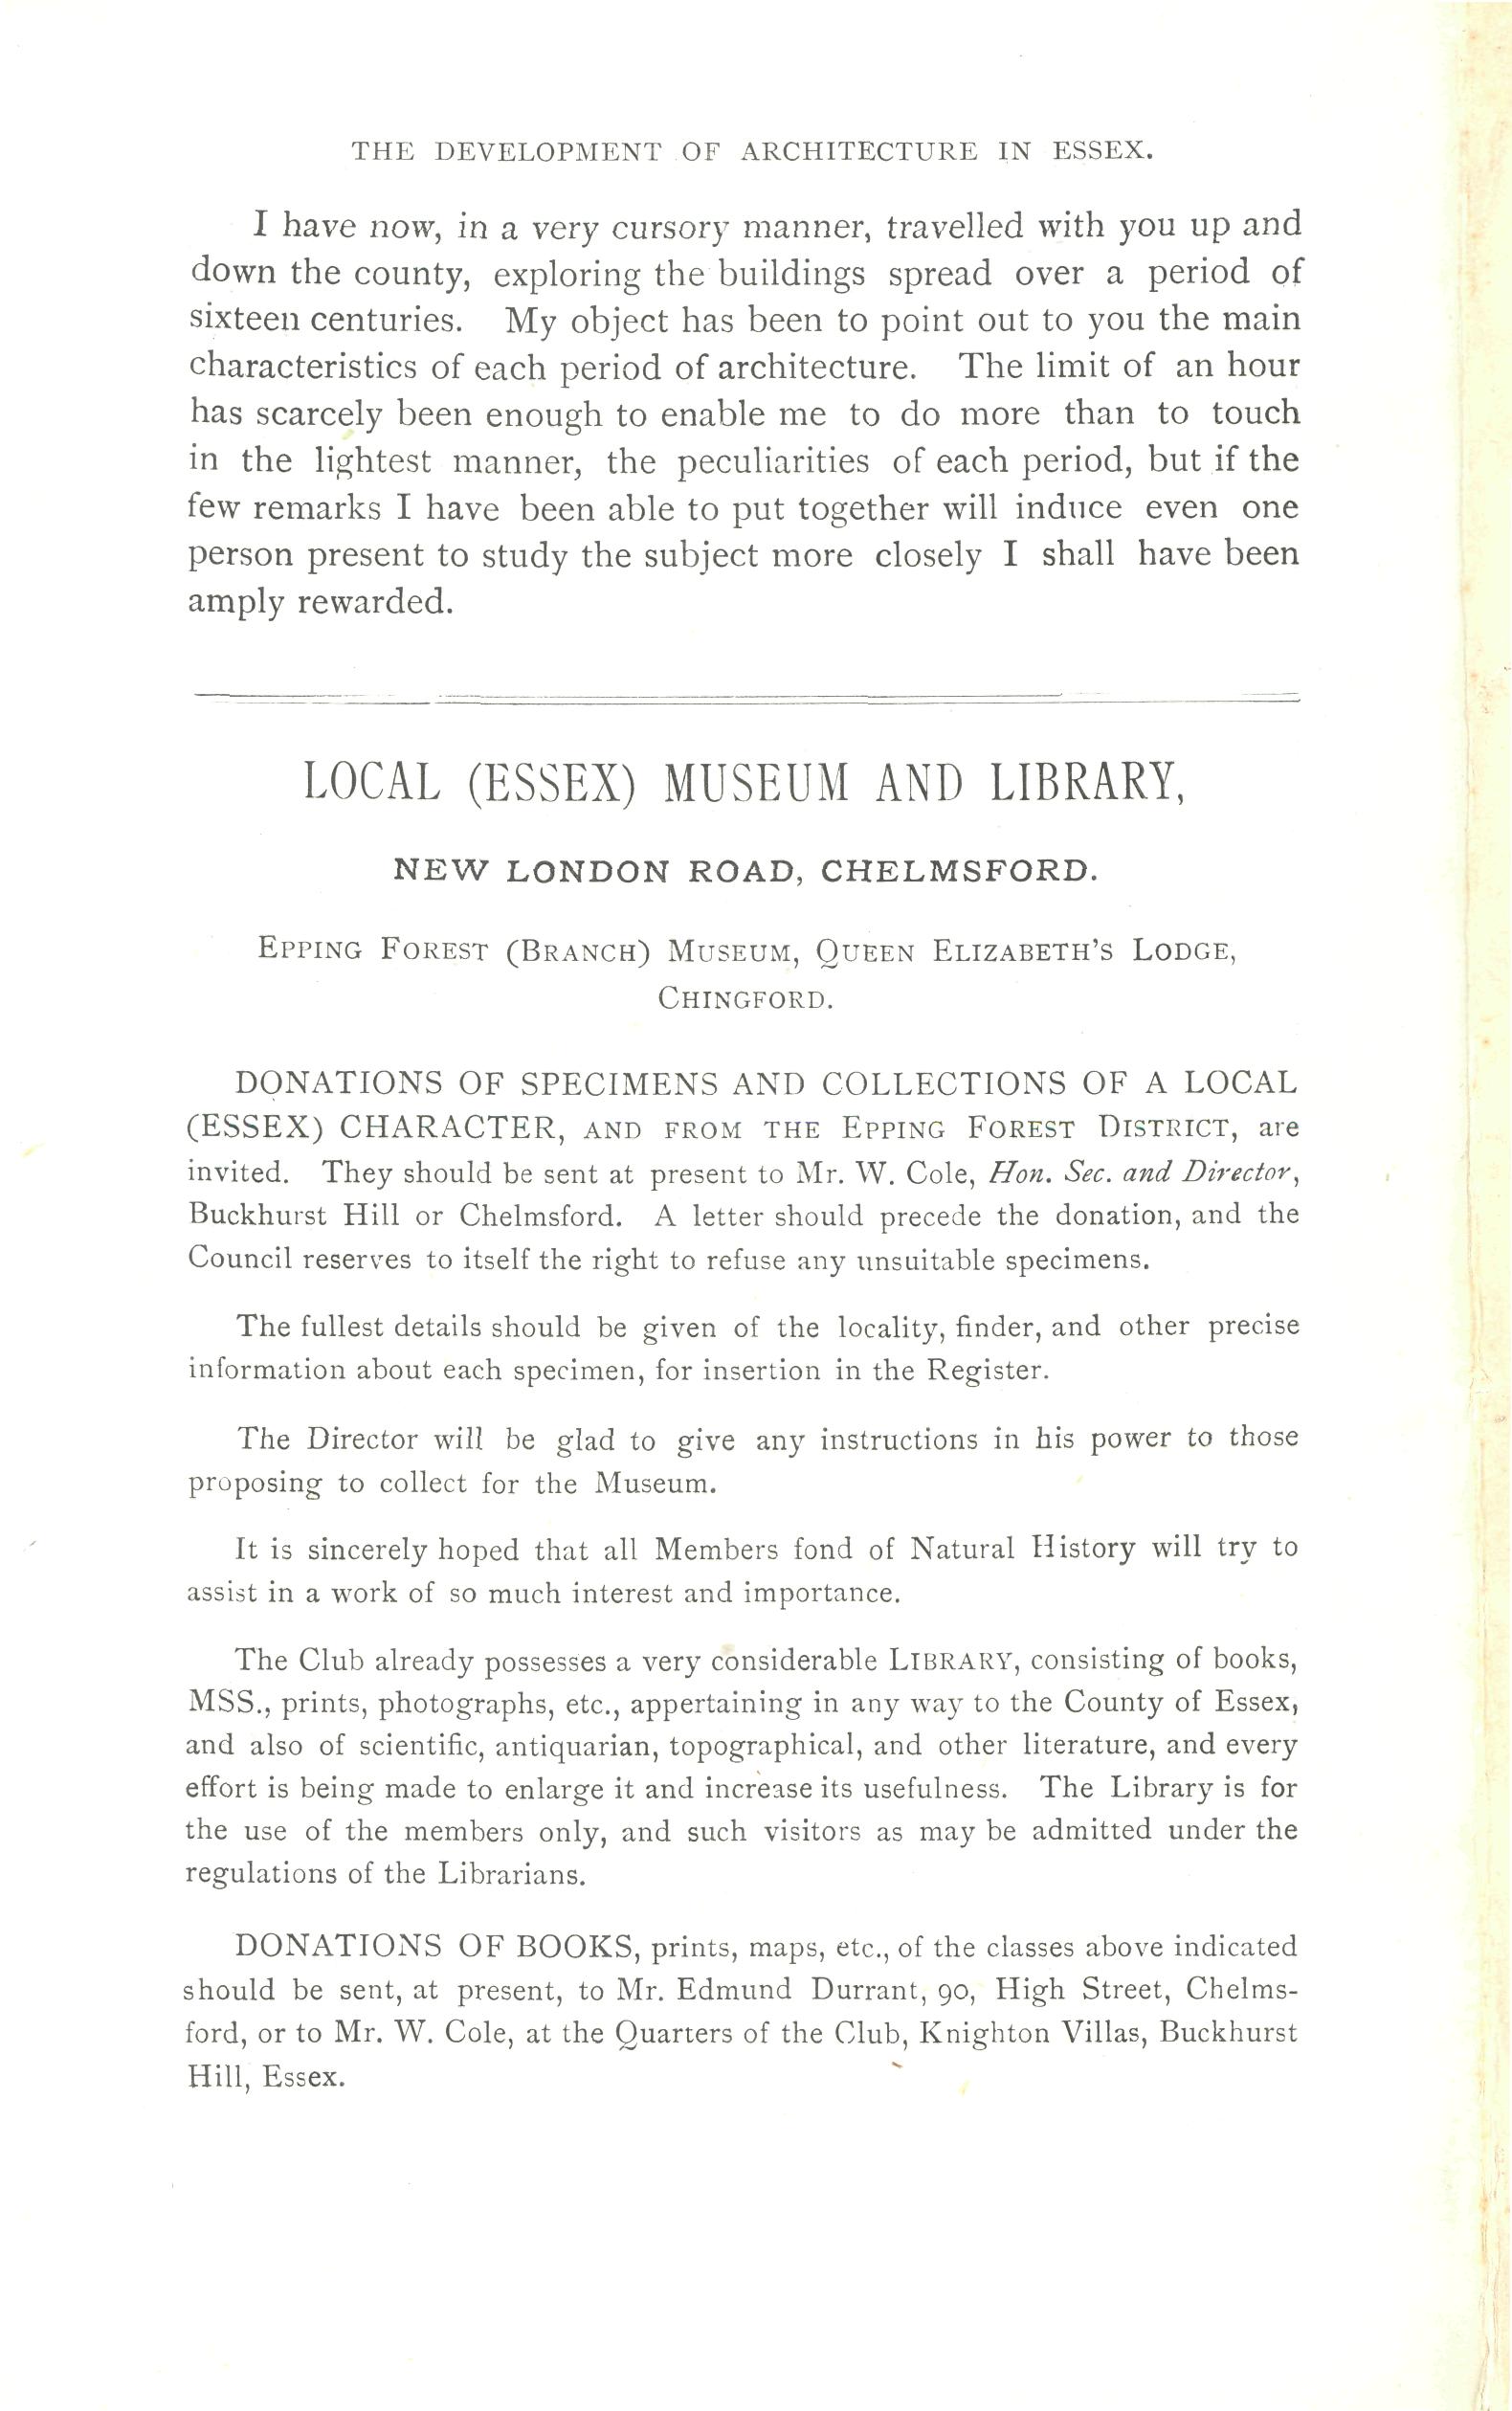 THE DEVELOPMENT OF ARCHITECTURE IN ESSEX.
I have now, in a very cursory manner, travelled with you up and
down the county, exploring the buildings spread over a period of
sixteen centuries. My object has been to point out to you the main
characteristics of each period of architecture. The limit of an hour
has scarcely been enough to enable me to do more than to touch
in the lightest manner, the peculiarities of each period, but if the
few remarks I have been able to put together will induce even one
person present to study the subject more closely I shall have been
amply rewarded.
LOCAL (ESSEX) MUSEUM AND LIBRARY,
NEW LONDON ROAD, CHELMSFORD.
EPPING FOREST (BRANCH) MUSEUM, QUEEN ELIZABETH'S LODGE,
CHINGFORD.
DONATIONS OF SPECIMENS AND COLLECTIONS OF A LOCAL
(ESSEX) CHARACTER, AND FROM THE EPPING FOREST DISTRICT, are
invited. They should be sent at present to Mr. W. Cole, Hon. Sec. and Director,
Buckhurst Hill or Chelmsford. A letter should precede the donation, and the
Council reserves to itself the right to refuse any unsuitable specimens.
The fullest details should be given of the locality, finder, and other precise
information about each specimen, for insertion in the Register.
The Director will be glad to give any instructions in his power to those
proposing to collect for the Museum.
It is sincerely hoped that all Members fond of Natural History will try to
assist in a work of so much interest and importance.
The Club already possesses a very considerable LIBRARY, consisting of books,
MSS., prints, photographs, etc., appertaining in any way to the County of Essex,
and also of scientific, antiquarian, topographical, and other literature, and every
effort is being made to enlarge it and increase its usefulness. The Library is for
the use of the members only, and such visitors as may be admitted under the
regulations of the Librarians.
DONATIONS OF BOOKS, prints, maps, etc., of the classes above indicated
should be sent, at present, to Mr. Edmund Durrant, 90, High Street, Chelms-
ford, or to Mr. W. Cole, at the Quarters of the Club, Knighton Villas, Buckhurst
Hill, Essex.